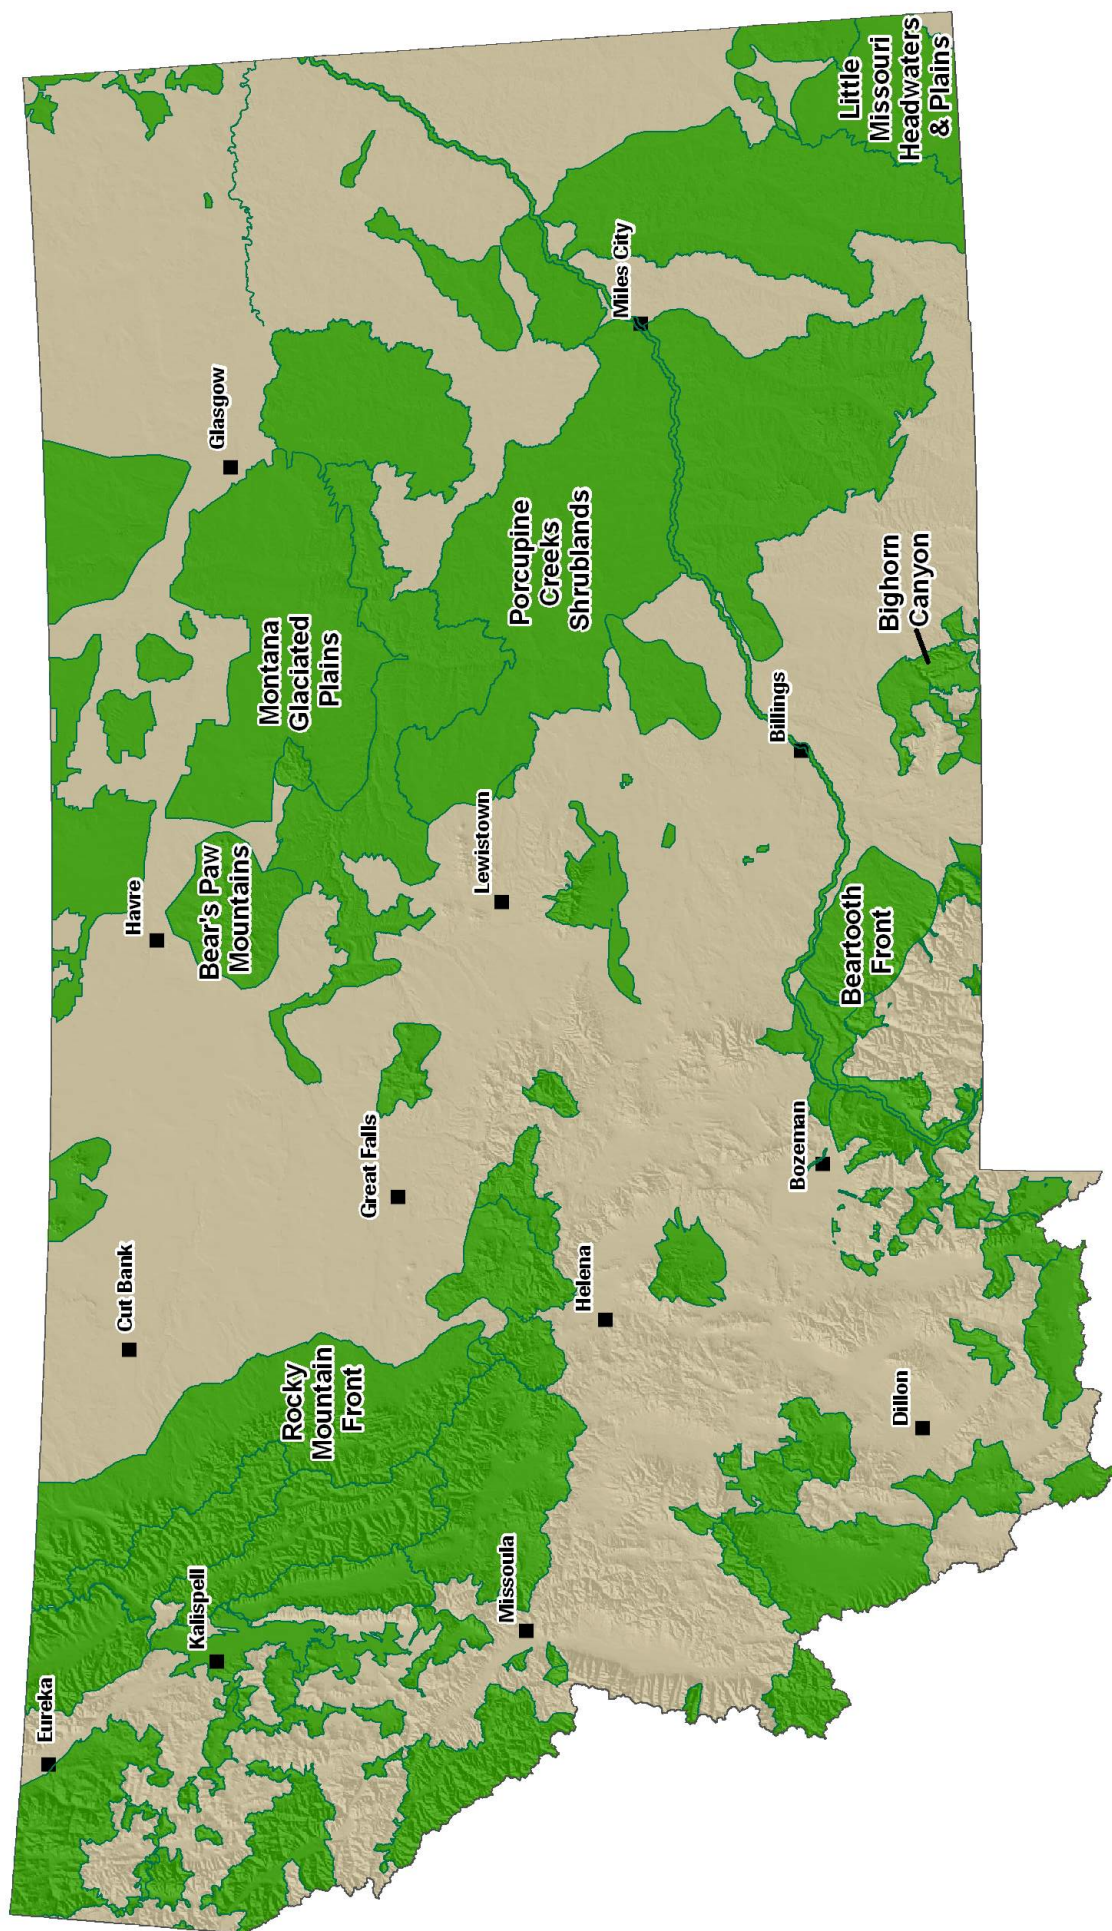 Eureka
Kalispell
Missoula
Cut Bank
Rocky
Mountain
Front
Great Falls
Helena
Dillon
Bozeman
Havre
Bear's Paw
Mountains
Lewistown
Beartooth
Front
Billings
Montana
Glaciated
Plains
Porcupine
Creeks
Shrublands
Bighorn
Canyon
Glasgow
Miles City
Little
Missouri
Headwaters
& Plains